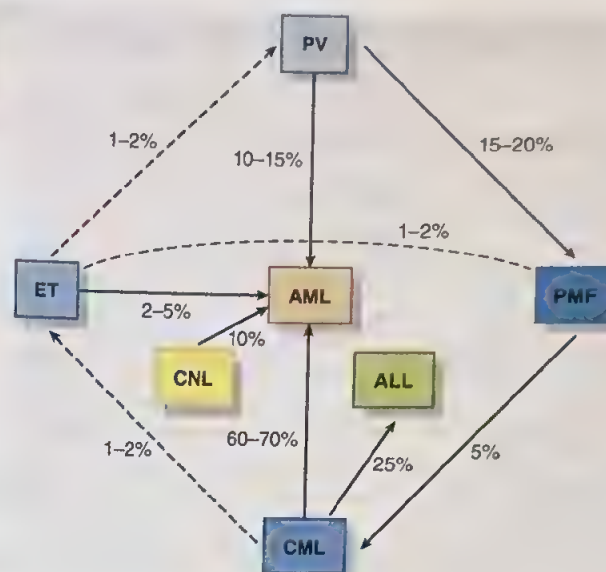 PV
1–2%
10–15%
15–20%
1–2%
ET
AML
PMF
2–5%
10%
CNL
ALL
1–2%
60–70%
25%
5%
CML